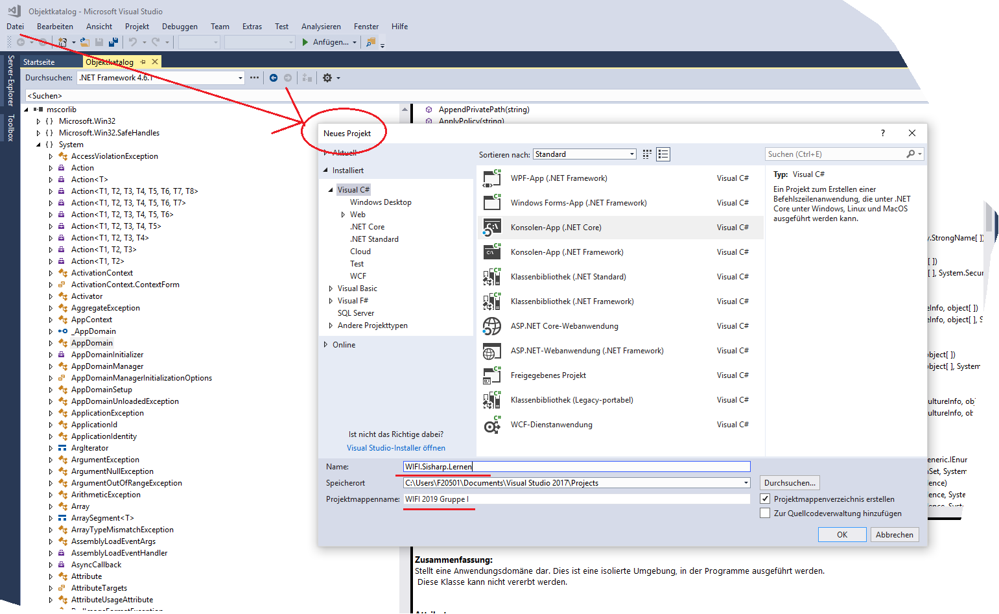 Objektkatalog - Microsoft Visual Studio
Datei Bearbeiten Ansicht Projekt Debuggen Team Extras Test Analysieren Fenster Hilfe
Anfügen...
Server-Explorer
Toolbox
Startseite Objektkatalog
Durchsuchen: .NET Framework 4.6.1
<Suchen>
mscorlib
Microsoft.Win32
Microsoft.Win32.SafeHandles
System
AccessViolationException
Action
Action<T>
Action<T1, T2, T3, T4, T5, T6, T7, T8>
Action<T1, T2, T3, T4, T5, T6, T7>
Action<T1, T2, T3, T4, T5, T6>
Action<T1, T2, T3, T4, T5>
Action<T1, T2, T3, T4>
Action<T1, T2, T3>
Action<T1, T2>
ActivationContext
ActivationContext.ContextForm
Activator
AggregateException
AppContext
_AppDomain
AppDomain
AppDomainInitializer
AppDomainManager
AppDomainManagerInitializationOptions
AppDomainSetup
AppDomainUnloadedException
ApplicationException
ApplicationId
ApplicationIdentity
ArgIterator
ArgumentException
ArgumentNullException
ArgumentOutOfRangeException
ArithmeticException
Array
ArraySegment<T>
ArrayTypeMismatchException
AssemblyLoadEventArgs
AssemblyLoadEventHandler
AsyncCallback
Attribute
AttributeTargets
AttributeUsageAttribute
AppendPrivatePath(string)
ApplyPolicy(string)
Neues Projekt ?
Aktuell
Installiert
Visual C#
Windows Desktop
Web
.NET Core
.NET Standard
Cloud
Test
WCF
Visual Basic
Visual F#
SQL Server
Andere Projekttypen
Online
Ist nicht das Richtige dabei?
Visual Studio-Installer öffnen
Sortieren nach: Standard
WPF-App (.NET Framework) Visual C#
Windows Forms-App (.NET Framework) Visual C#
Konsolen-App (.NET Core) Visual C#
Konsolen-App (.NET Framework) Visual C#
Klassenbibliothek (.NET Standard) Visual C#
Klassenbibliothek (.NET Framework) Visual C#
ASP.NET Core-Webanwendung Visual C#
ASP.NET-Webanwendung (.NET Framework) Visual C#
Freigegebenes Projekt Visual C#
Klassenbibliothek (Legacy-portabel) Visual C#
WCF-Dienstanwendung Visual C#
Suchen (Ctrl+E)
Typ: Visual C#
Ein Projekt zum Erstellen einer
Befehlszeilenanwendung, die unter .NET
Core unter Windows, Linux und MacOS
ausgeführt werden kann.
Name: WIFI.Sisharp.Lernen
Speicherort C:\Users\F20501\Documents\Visual Studio 2017\Projects Durchsuchen...
Projektmappenname: WIFI 2019 Gruppe I Projektmappenverzeichnis erstellen
Zur Quellcodeverwaltung hinzufügen
OK Abbrechen
y.StrongName[ ])
[ ])
[ ], System.Secur
eInfo, object[ ])
eInfo, object[ ], S
bject[ ])
bject[ ], System
ultureInfo, ob
ultureInfo, ob
eneric.IEnur
Set, System
lence)
lence, Syste
Zusammenfassung:
Stellt eine Anwendungsdomäne dar. Dies ist eine isolierte Umgebung, in der Programme ausgeführt werden.
Diese Klasse kann nicht vererbt werden.